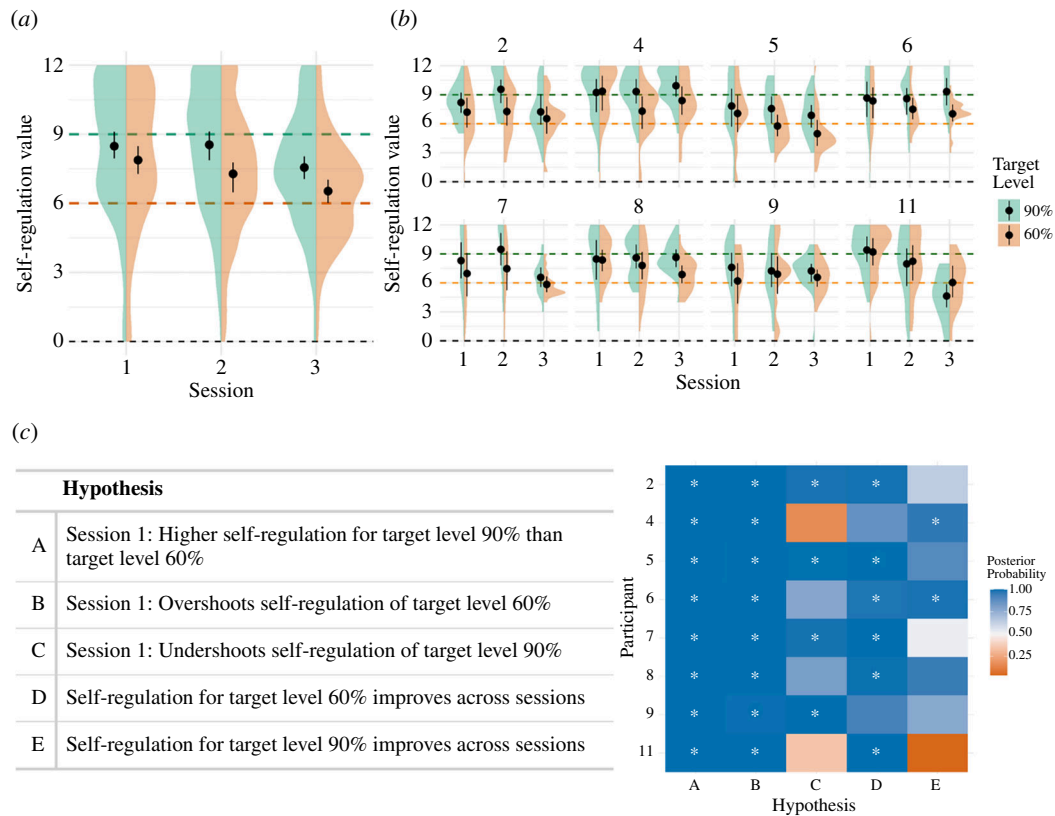 (a)
(b)
2 4 5 6
12
9
6
3
0
Self-regulation value
1 2 3
Session
12
9
6
3
0
7 8 9 11
12
9
6
3
0
Self-regulation value
1 2 3 1 2 3 1 2 3 1 2 3
Session
Target
Level
90%
60%
(c)
Hypothesis
A Session 1: Higher self-regulation for target level 90% than
target level 60%
B Session 1: Overshoots self-regulation of target level 60%
C Session 1: Undershoots self-regulation of target level 90%
D Self-regulation for target level 60% improves across sessions
E Self-regulation for target level 90% improves across sessions
Participant
2 * * * *
4 * * *
5 * * * *
6 * * * *
7 * * * *
8 * * *
9 * * *
11 * * *
A B C D E
Hypothesis
Posterior
Probability
1.00
0.75
0.50
0.25